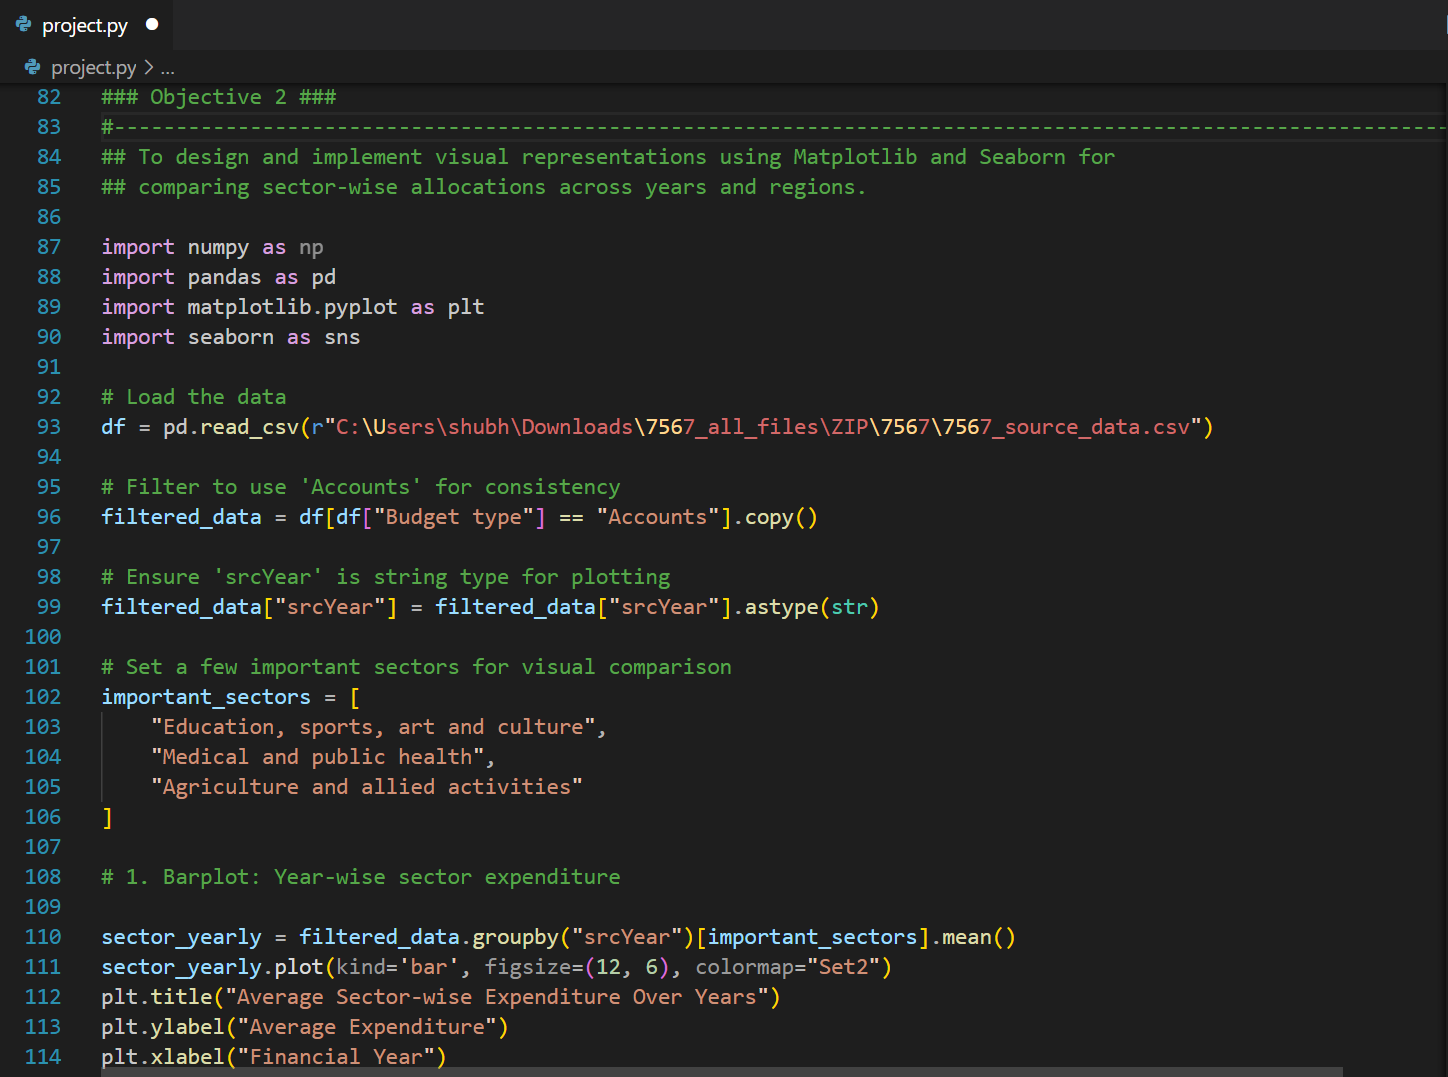 project.py
project.py > ...
82 ### Objective 2 ###
83 #------------------------------------------------------------------------------------------------------------
84 ## To design and implement visual representations using Matplotlib and Seaborn for
85 ## comparing sector-wise allocations across years and regions.
86
87 import numpy as np
88 import pandas as pd
89 import matplotlib.pyplot as plt
90 import seaborn as sns
91
92 # Load the data
93 df = pd.read_csv(r"C:\Users\shubh\Downloads\7567_all_files\ZIP\7567\7567_source_data.csv")
94
95 # Filter to use 'Accounts' for consistency
96 filtered_data = df[df["Budget type"] == "Accounts"].copy()
97
98 # Ensure 'srcYear' is string type for plotting
99 filtered_data["srcYear"] = filtered_data["srcYear"].astype(str)
100
101 # Set a few important sectors for visual comparison
102 important_sectors = [
103     "Education, sports, art and culture",
104     "Medical and public health",
105     "Agriculture and allied activities"
106 ]
107
108 # 1. Barplot: Year-wise sector expenditure
109
110 sector_yearly = filtered_data.groupby("srcYear")[important_sectors].mean()
111 sector_yearly.plot(kind='bar', figsize=(12, 6), colormap="Set2")
112 plt.title("Average Sector-wise Expenditure Over Years")
113 plt.ylabel("Average Expenditure")
114 plt.xlabel("Financial Year")